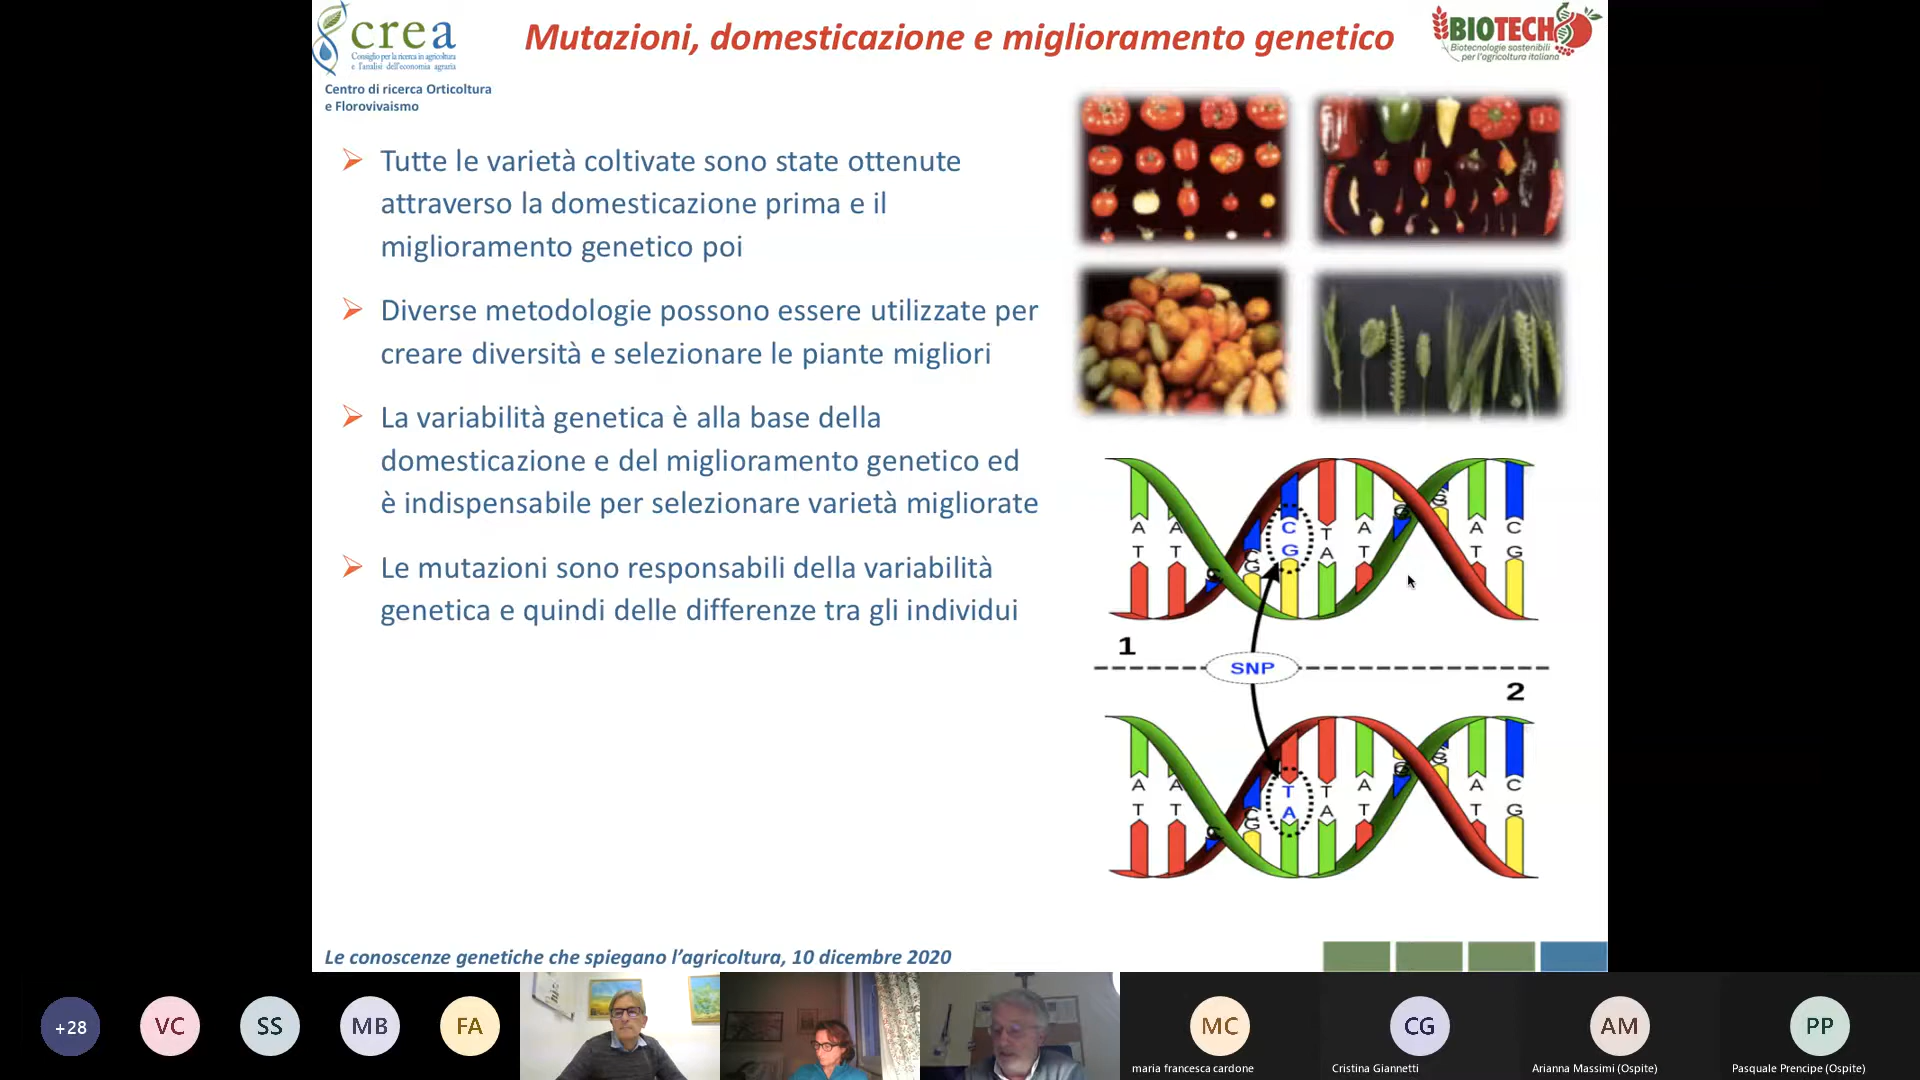 crea
Consiglio per la ricerca in agricoltura
e l'analisi dell'economia agraria
Centro di ricerca Orticoltura
e Florovivaismo
Mutazioni, domesticazione e miglioramento genetico
BIOTECH
Biotecnologie sostenibili
per l'agricoltura italiana
Tutte le varietà coltivate sono state ottenute
attraverso la domesticazione prima e il
miglioramento genetico poi
Diverse metodologie possono essere utilizzate per
creare diversità e selezionare le piante migliori
La variabilità genetica è alla base della
domesticazione e del miglioramento genetico ed
è indispensabile per selezionare varietà migliorate
Le mutazioni sono responsabili della variabilità
genetica e quindi delle differenze tra gli individui
A A C T A G A C
T T G G A T T G
1
SNP
2
A A T T A G A C
T T G A A T T G
Le conoscenze genetiche che spiegano l'agricoltura, 10 dicembre 2020
+28 VC SS MB FA MC CG AM PP
maria francesca cardone Cristina Giannetti Arianna Massimi (Ospite) Pasquale Prencipe (Ospite)